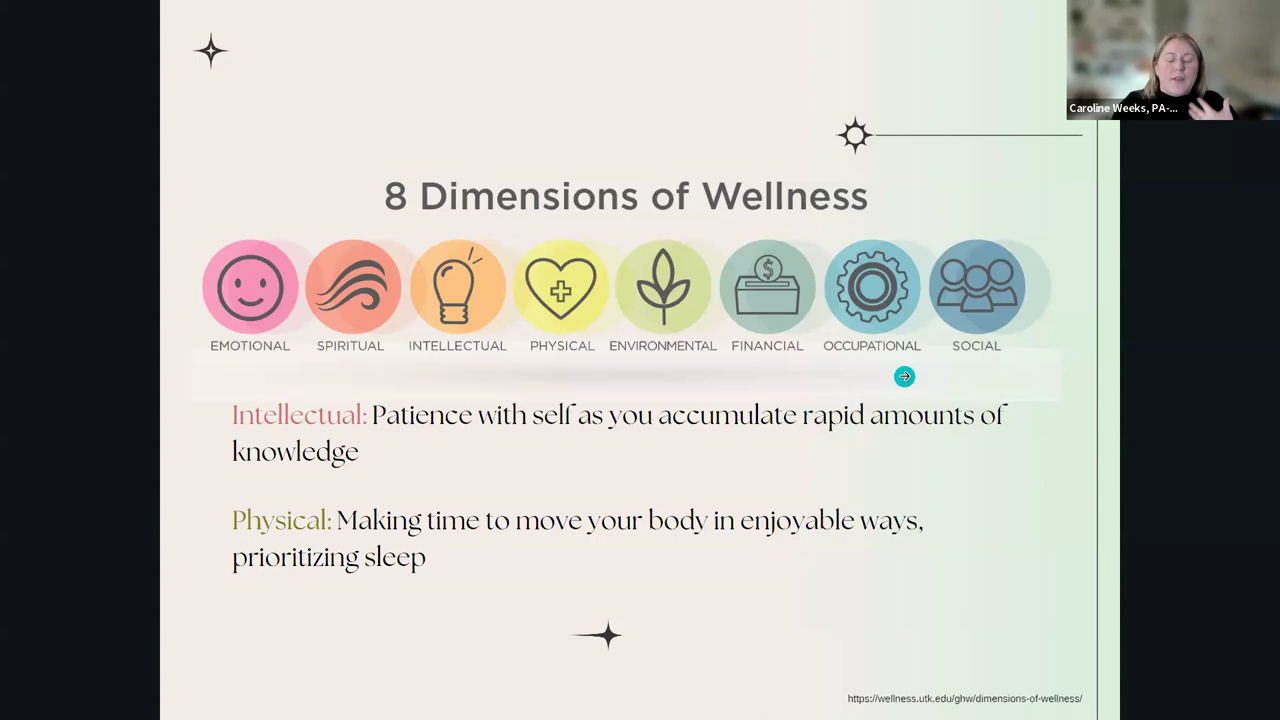 Caroline Weeks, PA-...
8 Dimensions of Wellness
EMOTIONAL SPIRITUAL INTELLECTUAL PHYSICAL ENVIRONMENTAL FINANCIAL OCCUPATIONAL SOCIAL
Intellectual: Patience with self as you accumulate rapid amounts of
knowledge
Physical: Making time to move your body in enjoyable ways,
prioritizing sleep
https://wellness.utk.edu/ghw/dimensions-of-wellness/